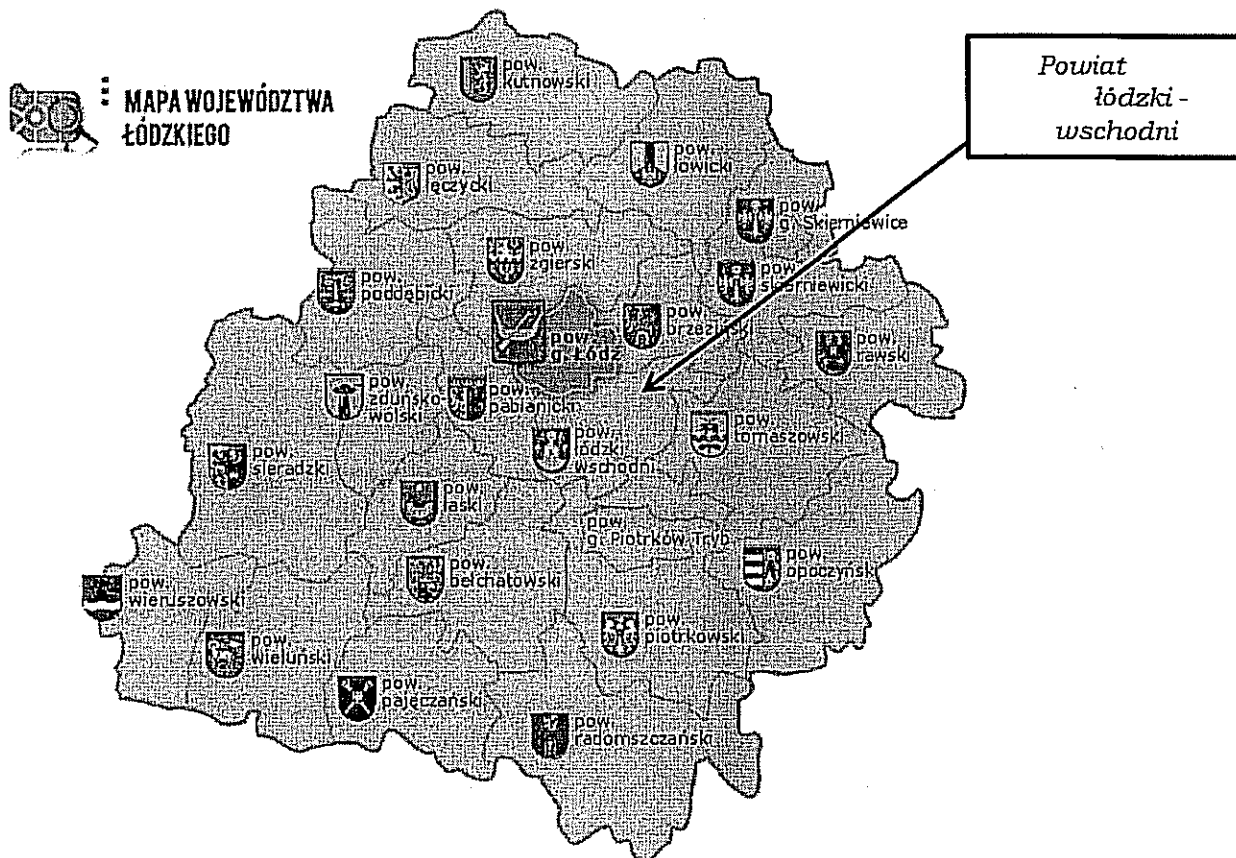 MAPA WOJEWÓDZTWA
ŁÓDZKIEGO
Powiat
łódzki -
wschodni
pow.
kutnowski
pow.
łęczycki
pow.
łowicki
pow.
g. Skierniewice
pow.
zgierski
pow.
skierniewicki
pow.
poddębicki
pow.
g. Łódź
pow.
brzeziński
pow.
rawski
pow.
zduńsko-
wolski
pow.
pabianicki
pow.
łódzki
wschodni
pow.
tomaszowski
pow.
sieradzki
pow.
łaski
pow.
g. Piotrków Tryb.
pow.
opoczyński
pow.
bełchatowski
pow.
wieruszowski
pow.
piotrkowski
pow.
wieluński
pow.
pajęczański
pow.
radomszczański